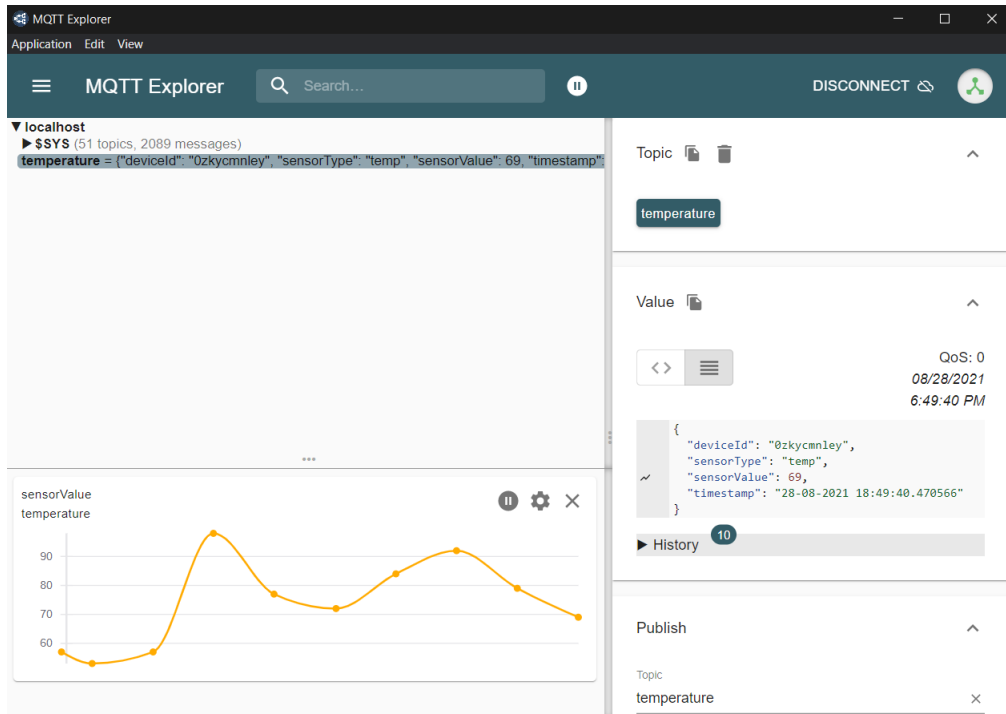 MQTT Explorer
Application Edit View
MQTT Explorer
Search...
DISCONNECT
▼ localhost
▶ $SYS (51 topics, 2089 messages)
temperature = {"deviceId": "0zkycmnley", "sensorType": "temp", "sensorValue": 69, "timestamp":
Topic
temperature
Value
QoS: 0
08/28/2021
6:49:40 PM
{
"deviceId": "0zkycmnley",
"sensorType": "temp",
"sensorValue": 69,
"timestamp": "28-08-2021 18:49:40.470566"
}
▶ History 10
sensorValue
temperature
90
80
70
60
Publish
Topic
temperature